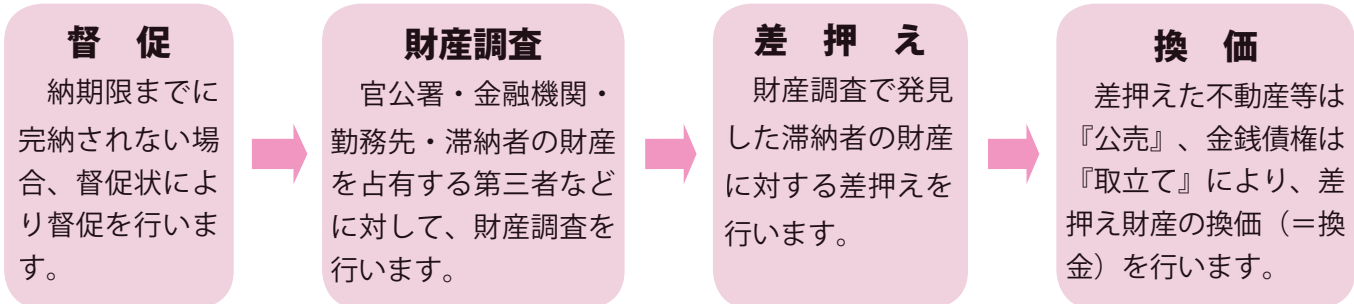 督　促
　納期限までに
完納されない場
合、督促状によ
り督促を行いま
す。
財産調査
　官公署・金融機関・
勤務先・滞納者の財産
を占有する第三者など
に対して、財産調査を
行います。
差　押　え
　財産調査で発見
した滞納者の財産
に対する差押えを
行います。
換　価
　差押えた不動産等は
『公売』、金銭債権は
『取立て』により、差
押え財産の換価（＝換
金）を行います。